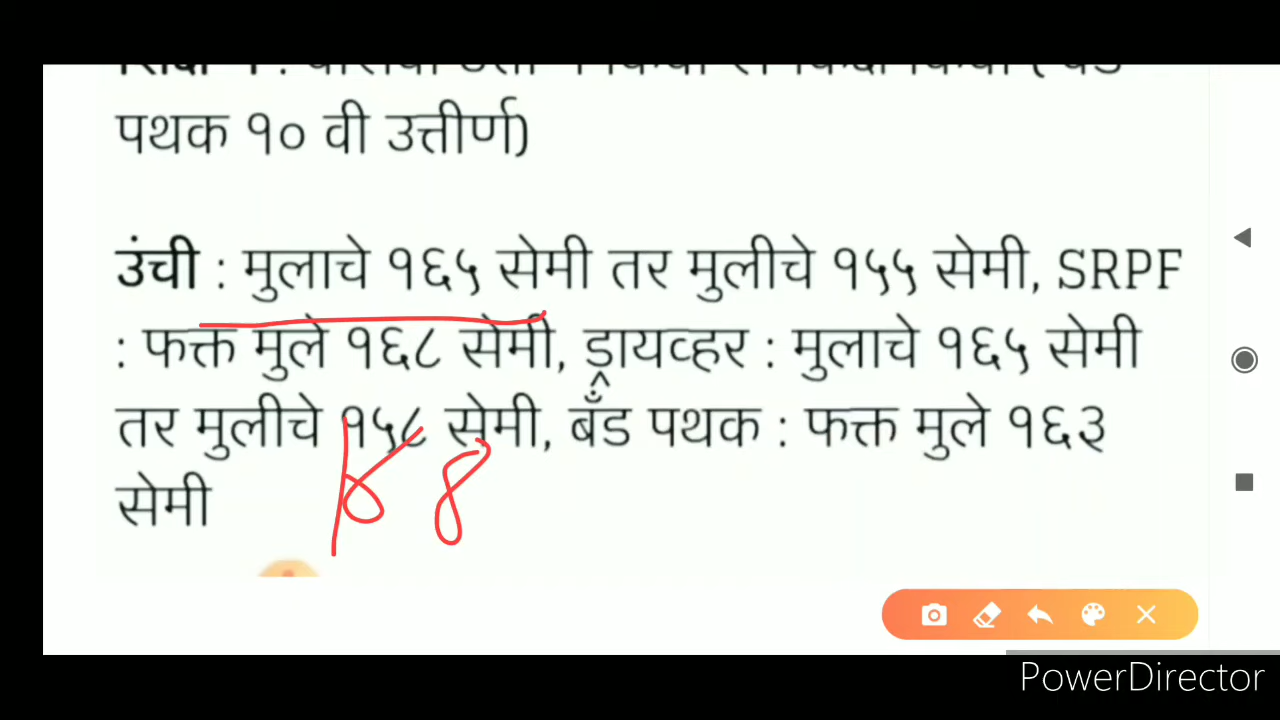 पथक १० वी उत्तीर्ण)
उंची : मुलाचे १६५ सेमी तर मुलीचे १५५ सेमी, SRPF
: फक्त मुले १६८ सेमी, ड्रायव्हर : मुलाचे १६५ सेमी
तर मुलीचे १५८ सेमी, बँड पथक : फक्त मुले १६३
सेमी
PowerDirector